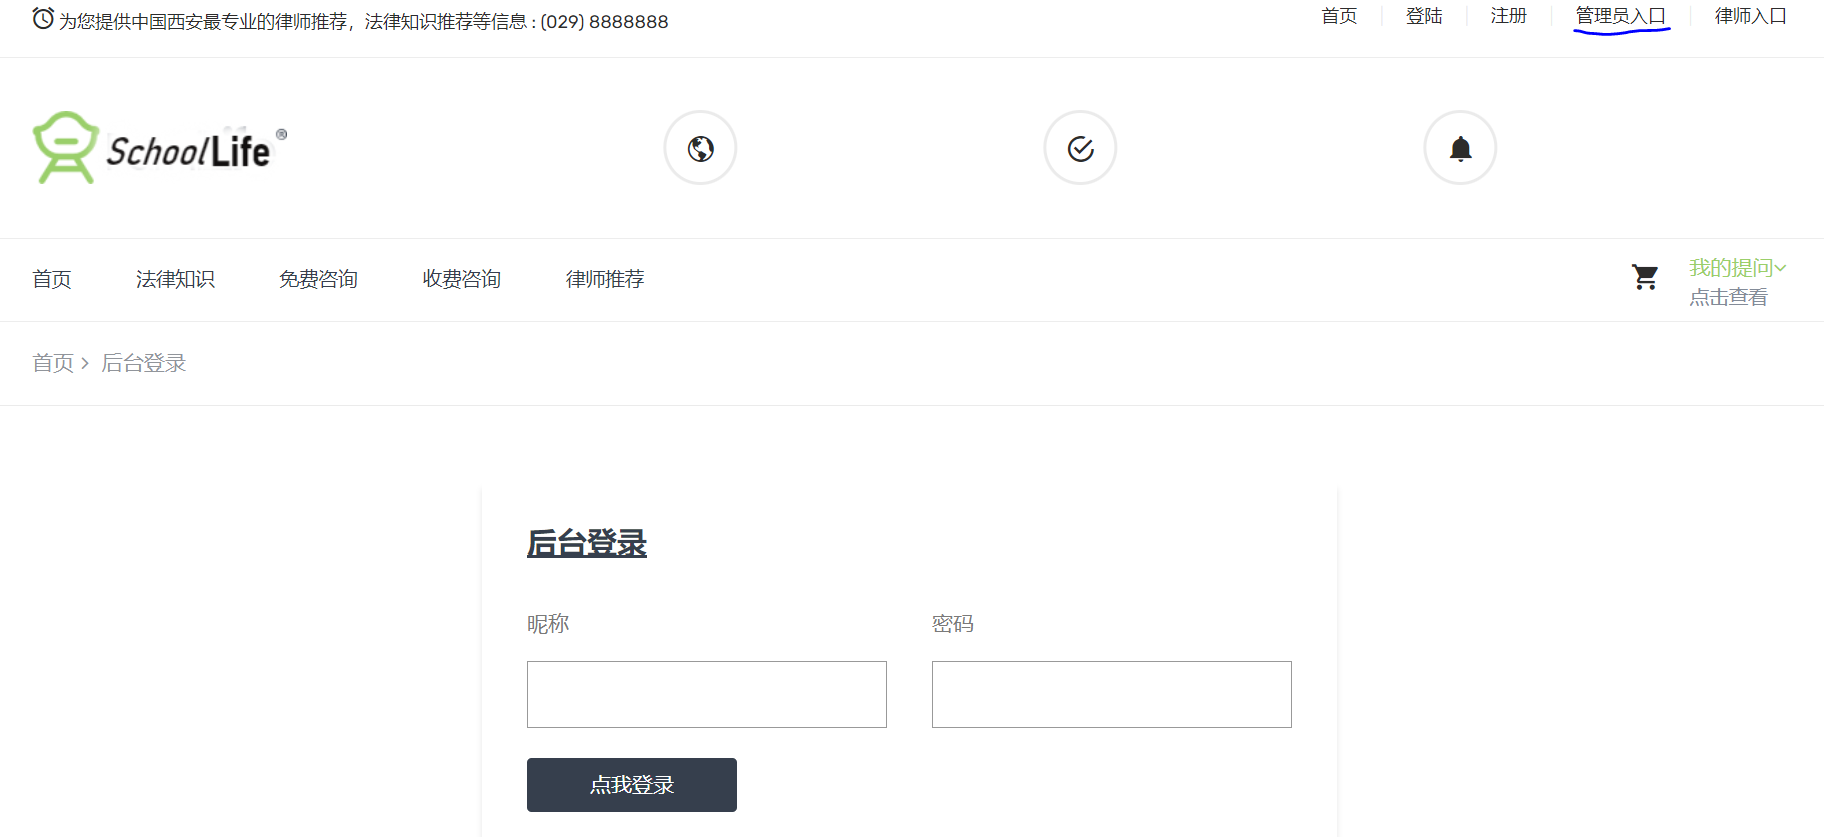 为您提供中国西安最专业的律师推荐，法律知识推荐等信息 : (029) 8888888
首页
登陆
注册
管理员入口
律师入口
SchoolLife®
首页
法律知识
免费咨询
收费咨询
律师推荐
我的提问
点击查看
首页 > 后台登录
后台登录
昵称
密码
点我登录